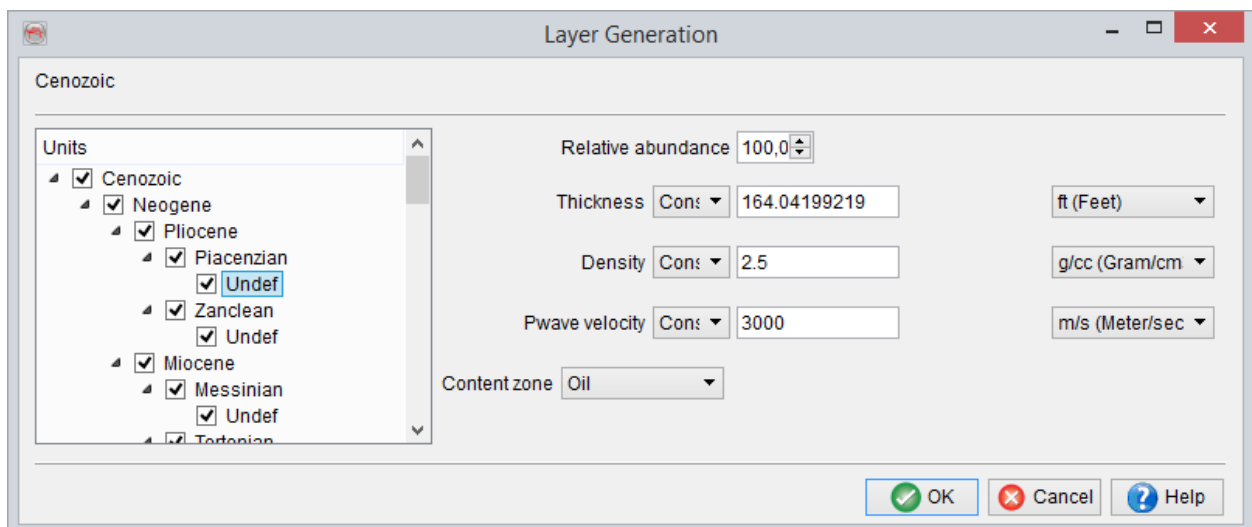 Layer Generation
Cenozoic
Units
Cenozoic
Neogene
Pliocene
Piacenzian
Undef
Zanclean
Undef
Miocene
Messinian
Undef
Tortonian
Relative abundance 100,0
Thickness Cons 164.04199219 ft (Feet)
Density Cons 2.5 g/cc (Gram/cm
Pwave velocity Cons 3000 m/s (Meter/sec
Content zone Oil
OK Cancel Help